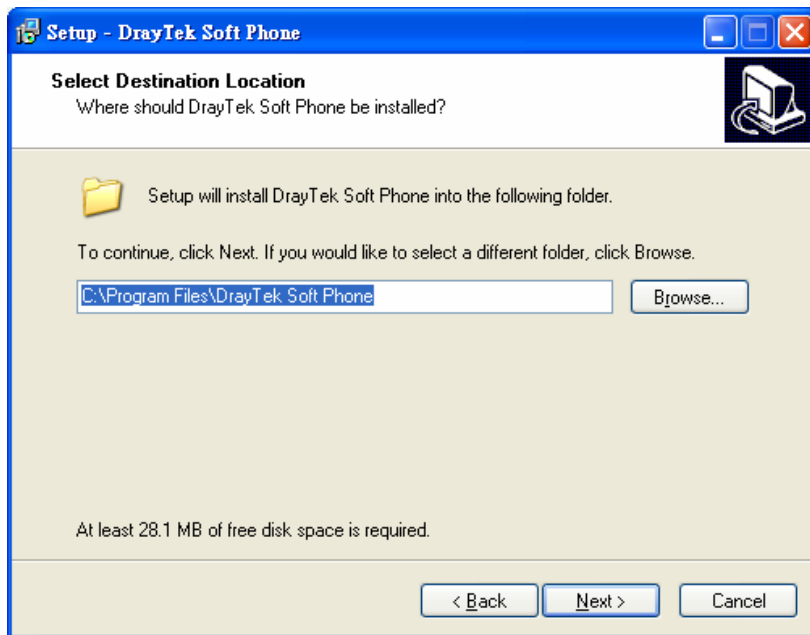 Setup - DrayTek Soft Phone
Select Destination Location
Where should DrayTek Soft Phone be installed?
Setup will install DrayTek Soft Phone into the following folder.
To continue, click Next. If you would like to select a different folder, click Browse.
C:\Program Files\DrayTek Soft Phone
Browse...
At least 28.1 MB of free disk space is required.
< Back Next > Cancel